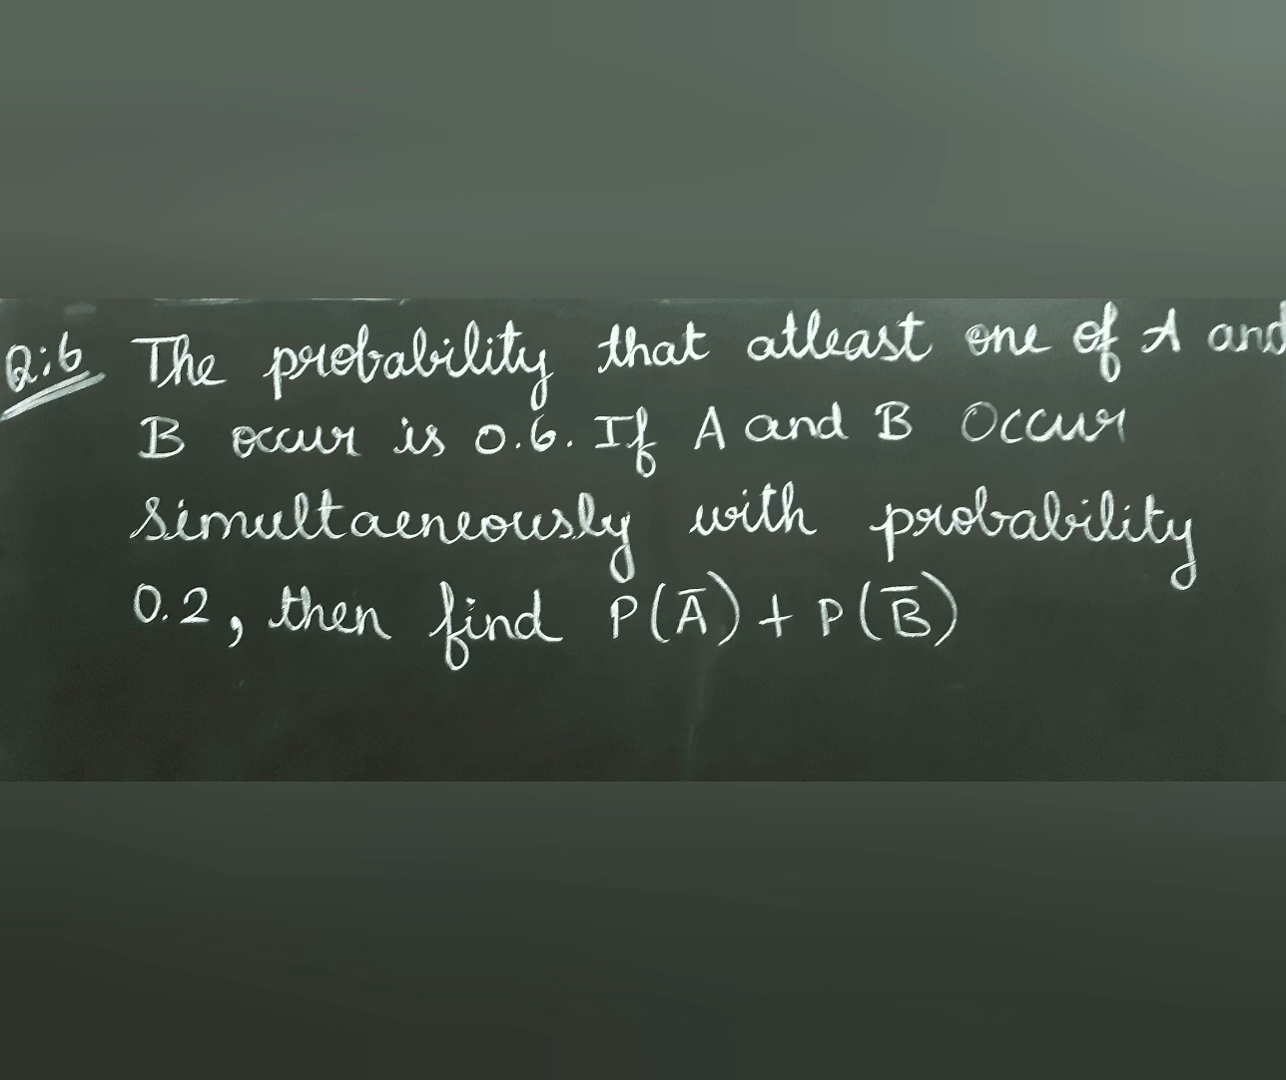 Q:6 The probability that atleast one of A and
B occur is 0.6. If A and B Occur
simultaeneously with probability
0.2, then find P(Ā) + P(B̄)